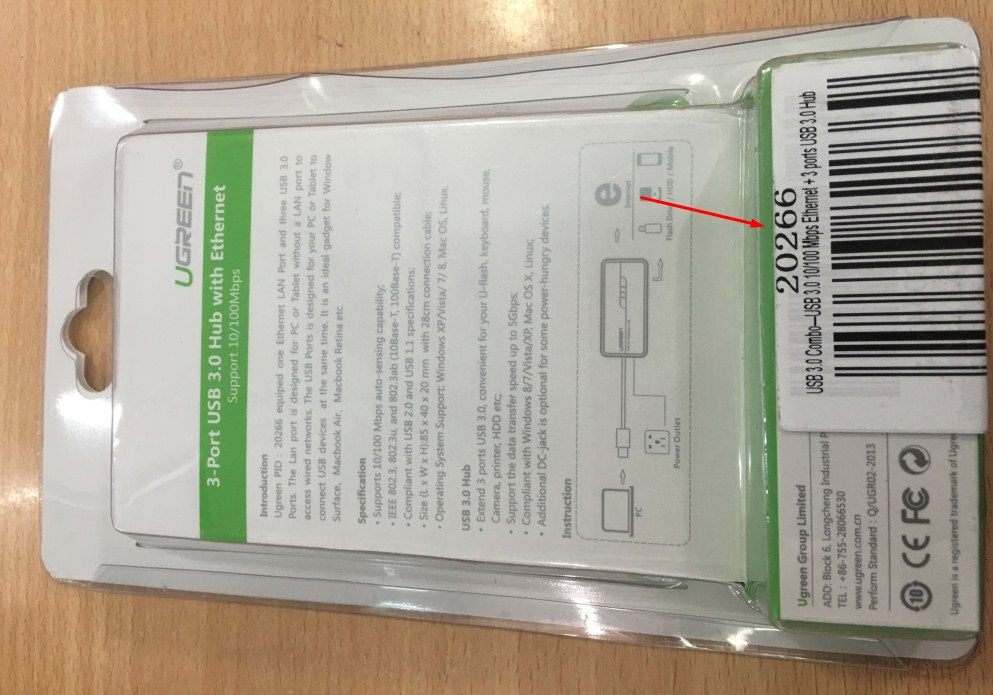 UGREEN®
3-Port USB 3.0 Hub with Ethernet
Support 10/100Mbps
Introduction
Ugreen PID : 20266 equiped one Ethernet LAN Port and three USB 3.0
Ports. The Lan port is designed for PC or Tablet without a LAN port to
access wired networks. The USB Ports is designed for your PC or Tablet to
connect USB devices at the same time. It is an ideal gadget for Window
Surface, Macbook Air, Macbook Retina etc.
Specification
• Supports 10/100 Mbps auto-sensing capability;
• IEEE 802.3, 802.3u, and 802.3ab (10Base-T, 100Base-T) compatible;
• Compliant with USB 2.0 and USB 1.1 specifications;
• Size (L x W x H):85 x 40 x 20 mm with 28cm connection cable;
• Operating System Support: Windows XP/Vista/ 7/ 8, Mac OS, Linux.
USB 3.0 Hub
• Extend 3 ports USB 3.0, convenient for your U-flash, keyboard, mouse,
Camera, printer, HDD etc;
• Support the data transfer speed up to 5Gbps;
• Compliant with Windows 8/7/Vista/XP, Mac OS X, Linux;
• Additional DC-jack is optional for some power-hungry devices.
Instruction
Internet
UGREEN
PC
Power Outlet
Flash Drive / HDD / Mobile
20266
USB 3.0 Combo—USB 3.0 10/100 Mbps Ethernet + 3 ports USB 3.0 Hub
Ugreen Group Limited
ADD: Block 6, Longcheng Industrial P
TEL : +86-755-28066530
www.ugreen.com.cn
Perform Standard : Q/UGR02-2013
10 CE FC
Ugreen is a registered trademark of Ugree